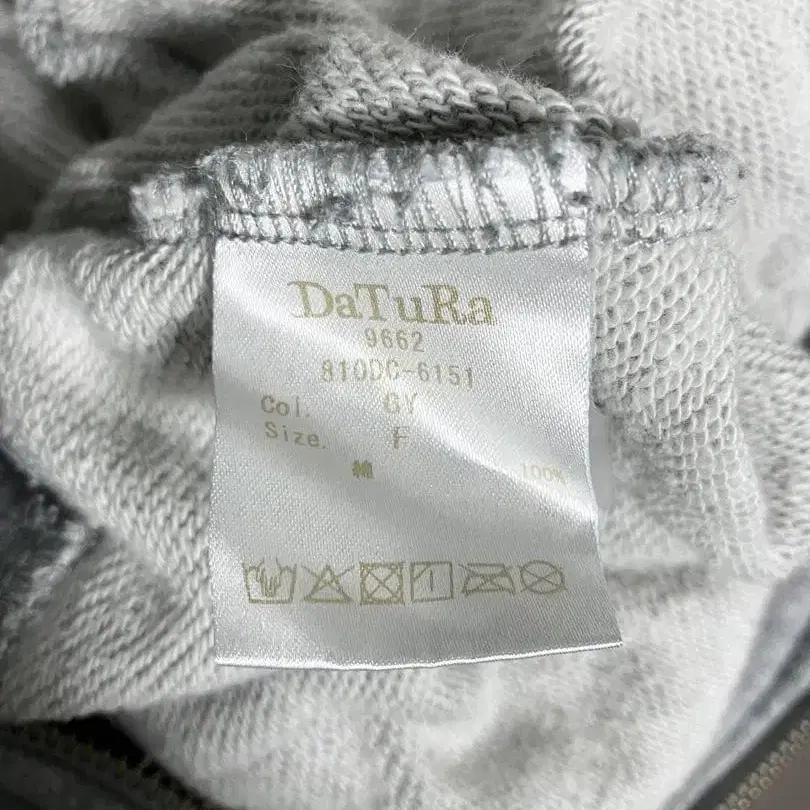 DaTuRa
9662
810DC-6151
Col. GY
Size. F
綿 100%